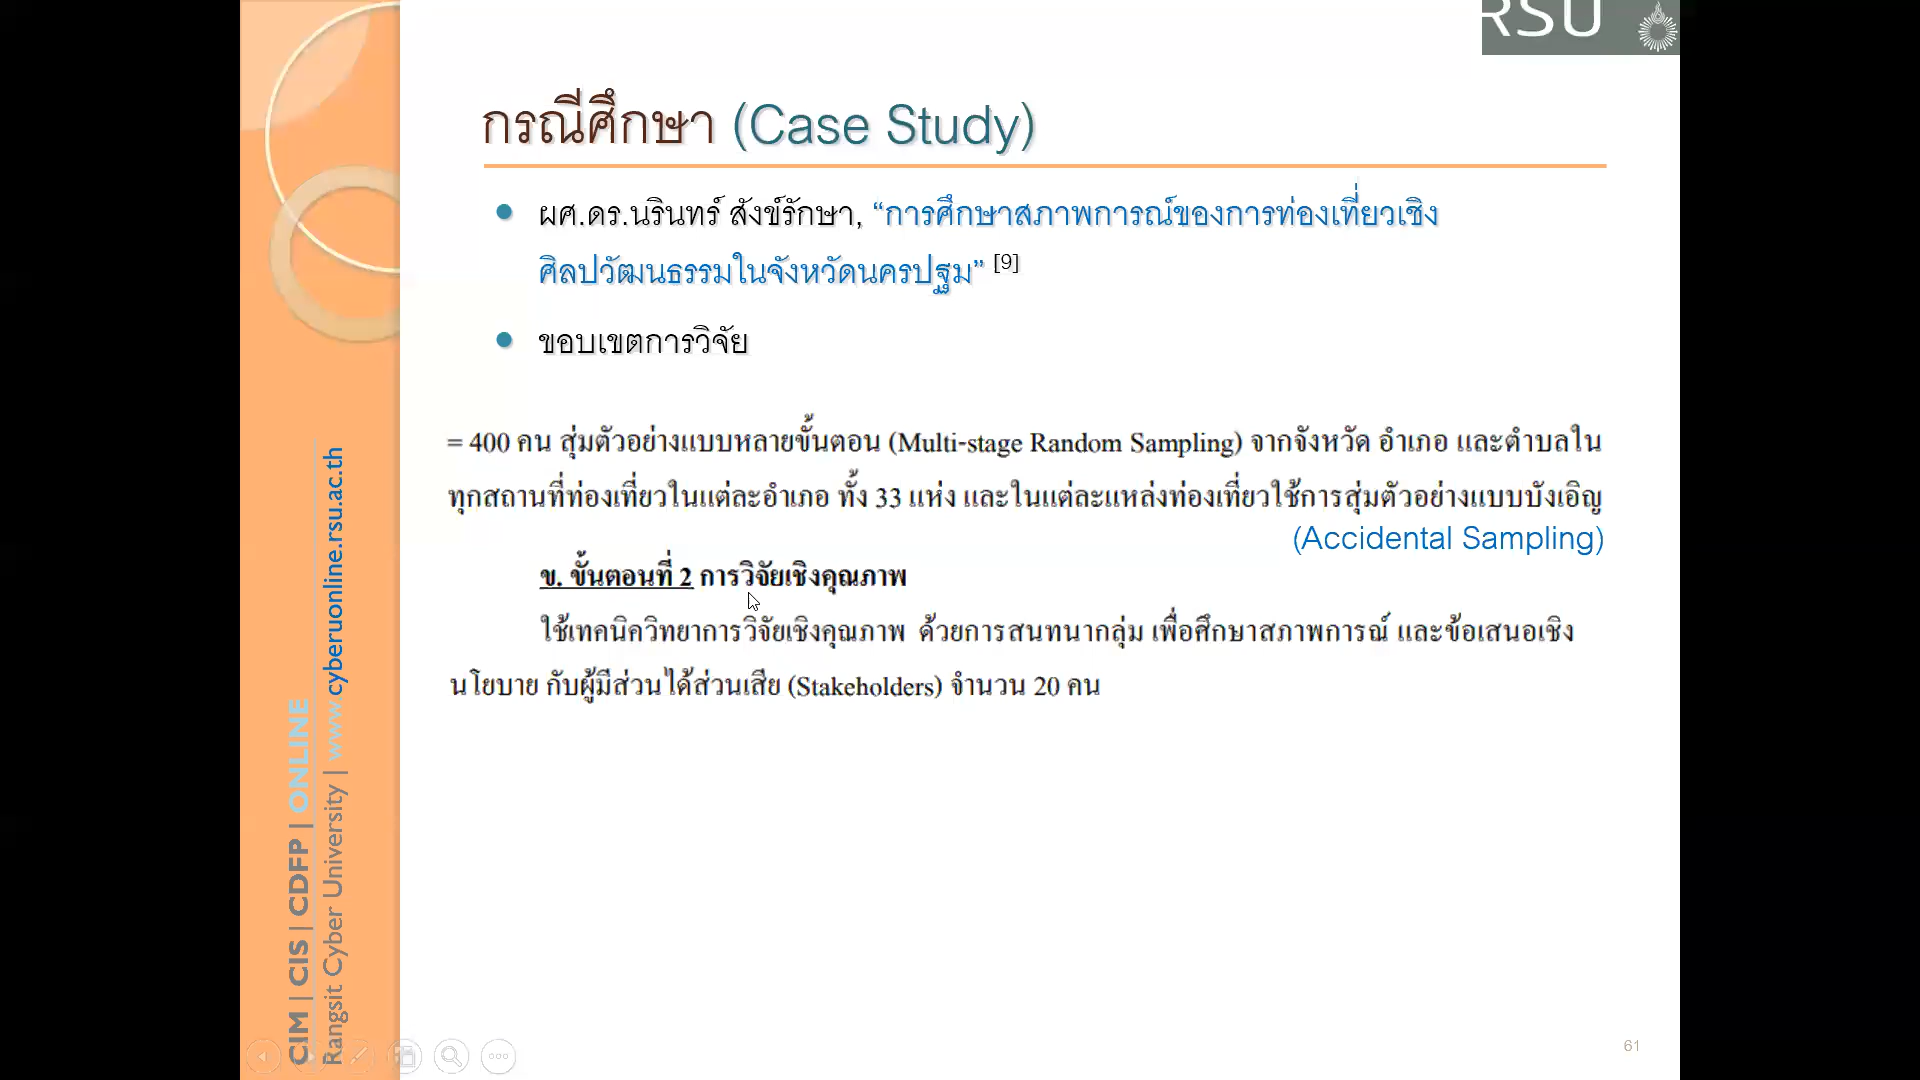 RSU
กรณีศึกษา (Case Study)
ผศ.ดร.นรินทร์ สังข์รักษา, “การศึกษาสภาพการณ์ของการท่องเที่ยวเชิง
ศิลปวัฒนธรรมในจังหวัดนครปฐม” [9]
ขอบเขตการวิจัย
= 400 คน สุ่มตัวอย่างแบบหลายขั้นตอน (Multi-stage Random Sampling) จากจังหวัด อำเภอ และตำบลใน
ทุกสถานที่ท่องเที่ยวในแต่ละอำเภอ ทั้ง 33 แห่ง และในแต่ละแหล่งท่องเที่ยวใช้การสุ่มตัวอย่างแบบบังเอิญ
(Accidental Sampling)
ข. ขั้นตอนที่ 2 การวิจัยเชิงคุณภาพ
ใช้เทคนิควิทยาการวิจัยเชิงคุณภาพ ด้วยการสนทนากลุ่ม เพื่อศึกษาสภาพการณ์ และข้อเสนอเชิง
นโยบาย กับผู้มีส่วนได้ส่วนเสีย (Stakeholders) จำนวน 20 คน
CIM | CIS | CDFP | ONLINE
Rangsit Cyber University | www.cyberuonline.rsu.ac.th
61